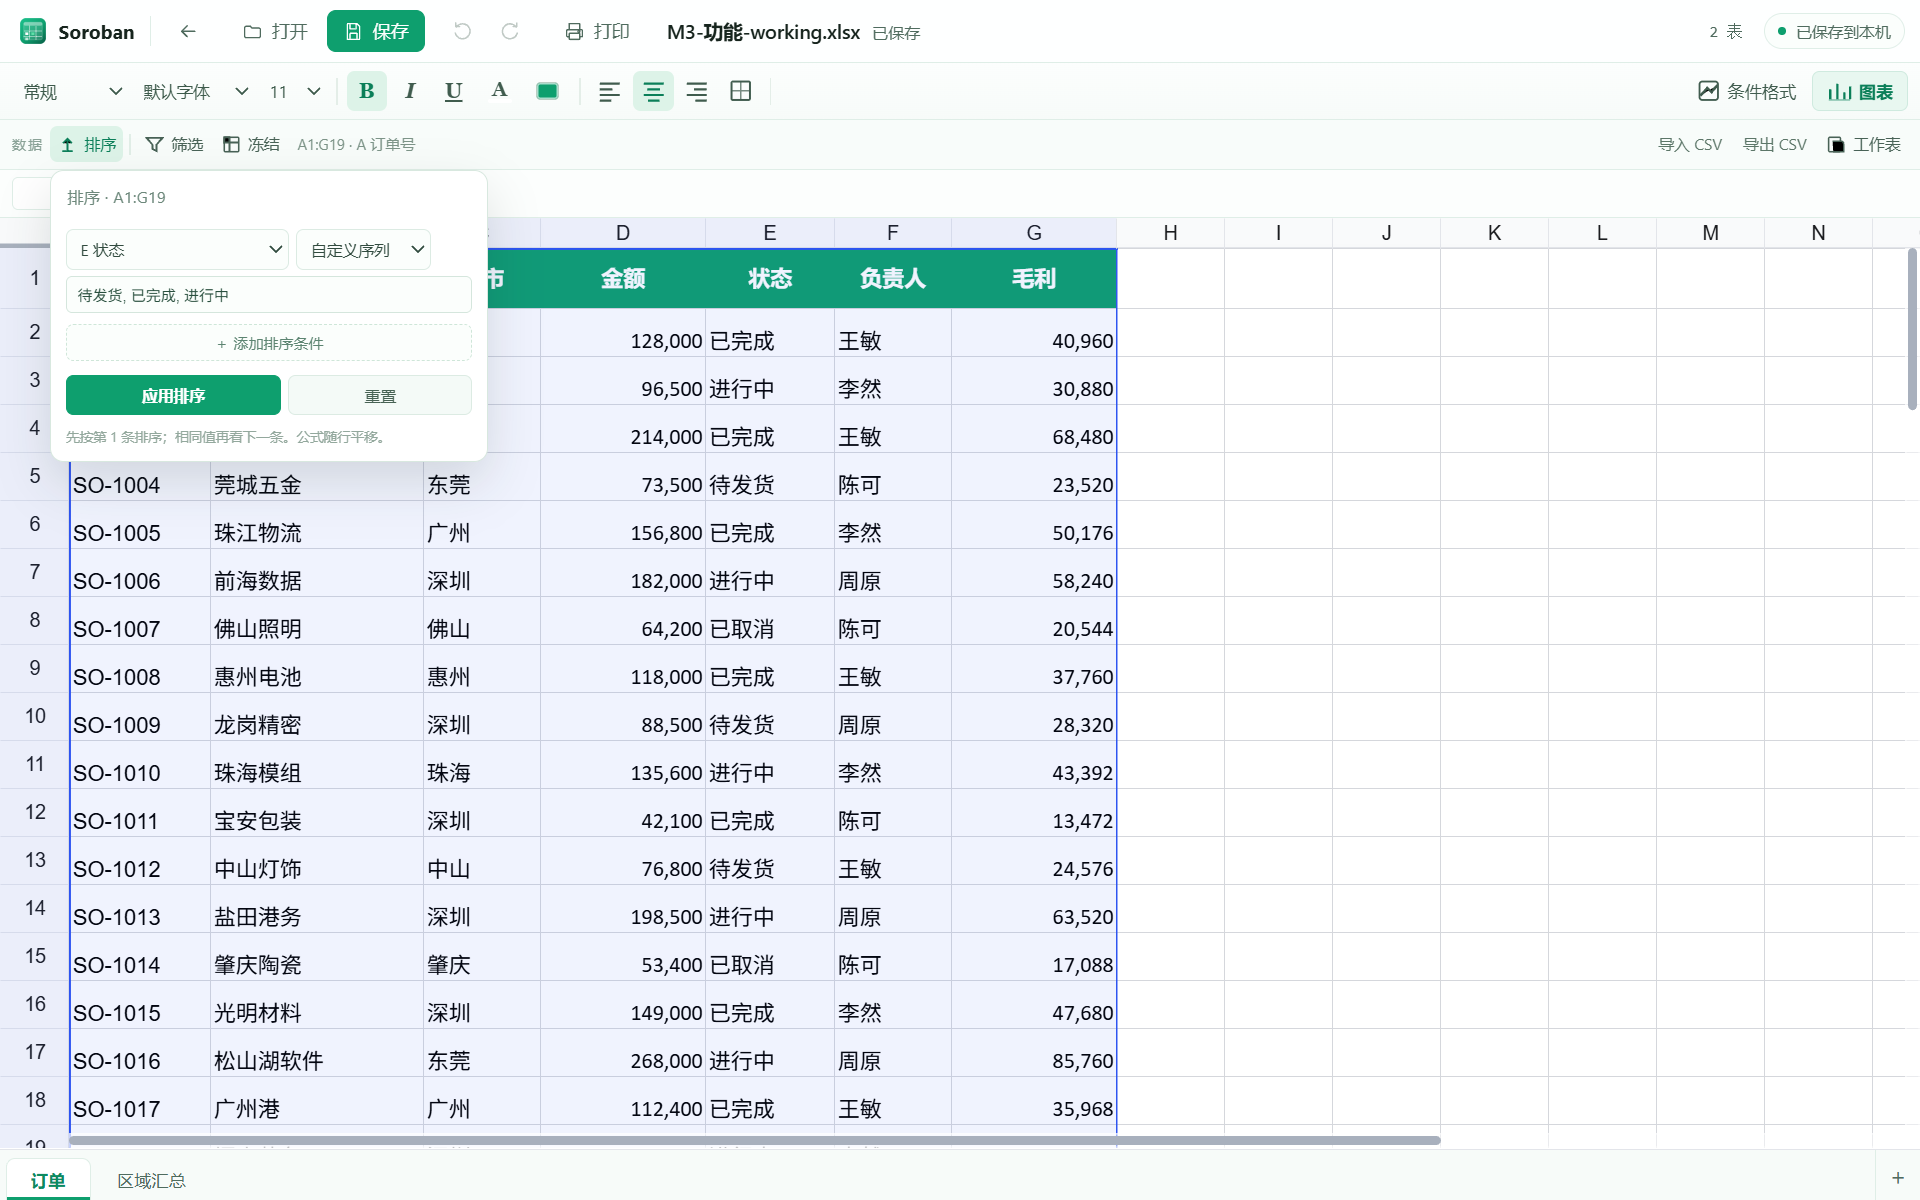 Soroban
打开
保存
打印
M3-功能-working.xlsx 已保存
2 表
已保存到本机
常规
默认字体
11
B I U A
条件格式
图表
数据
排序
筛选
冻结
A1:G19 · A 订单号
导入 CSV
导出 CSV
工作表
排序 · A1:G19
E 状态
自定义序列
待发货, 已完成, 进行中
+ 添加排序条件
应用排序
重置
先按第 1 条排序；相同值再看下一条。公式随行平移。
D E F G H I J K L M N
1 市 金额 状态 负责人 毛利
2 128,000 已完成 王敏 40,960
3 96,500 进行中 李然 30,880
4 214,000 已完成 王敏 68,480
5 SO-1004 莞城五金 东莞 73,500 待发货 陈可 23,520
6 SO-1005 珠江物流 广州 156,800 已完成 李然 50,176
7 SO-1006 前海数据 深圳 182,000 进行中 周原 58,240
8 SO-1007 佛山照明 佛山 64,200 已取消 陈可 20,544
9 SO-1008 惠州电池 惠州 118,000 已完成 王敏 37,760
10 SO-1009 龙岗精密 深圳 88,500 待发货 周原 28,320
11 SO-1010 珠海模组 珠海 135,600 进行中 李然 43,392
12 SO-1011 宝安包装 深圳 42,100 已完成 陈可 13,472
13 SO-1012 中山灯饰 中山 76,800 待发货 王敏 24,576
14 SO-1013 盐田港务 深圳 198,500 进行中 周原 63,520
15 SO-1014 肇庆陶瓷 肇庆 53,400 已取消 陈可 17,088
16 SO-1015 光明材料 深圳 149,000 已完成 李然 47,680
17 SO-1016 松山湖软件 东莞 268,000 进行中 周原 85,760
18 SO-1017 广州港 广州 112,400 已完成 王敏 35,968
19
订单
区域汇总
+